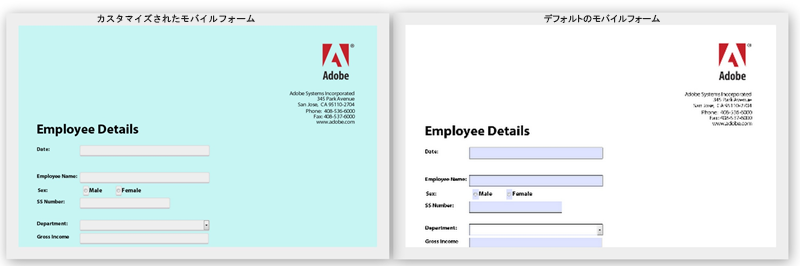 カスタマイズされたモバイルフォーム
Adobe
Adobe Systems Incorporated
345 Park Avenue
San Jose, CA 95110-2704
Phone: 408-536-6000
Fax: 408-537-6000
www.adobe.com
Employee Details
Date:
Employee Name:
Sex:
Male
Female
SS Number:
Department:
Gross Income
デフォルトのモバイルフォーム
Adobe
Adobe Systems Incorporated
345 Park Avenue
San Jose, CA 95110-2704
Phone: 408-536-6000
Fax: 408-537-6000
www.adobe.com
Employee Details
Date:
Employee Name:
Sex:
Male
Female
SS Number:
Department:
Gross Income